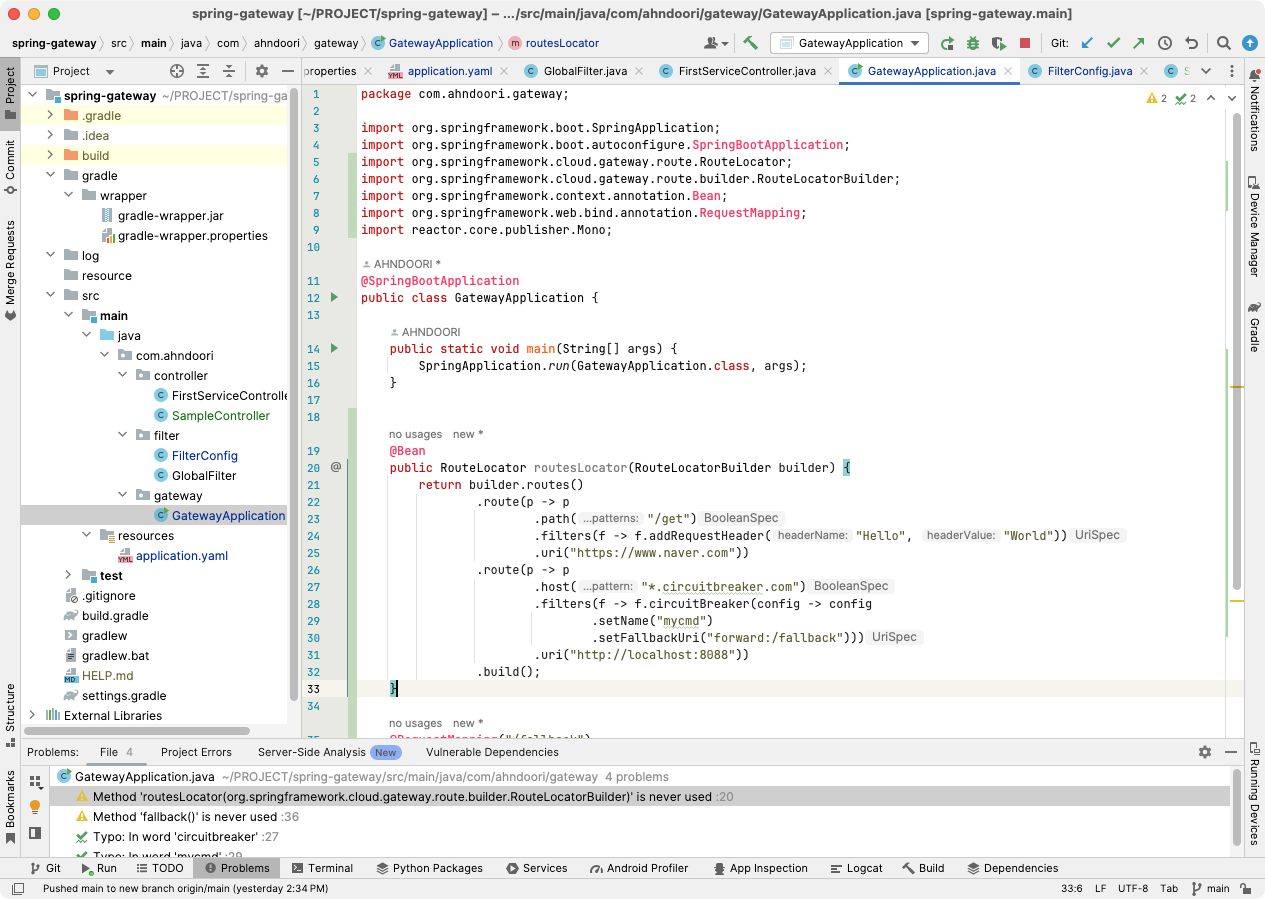 spring-gateway [~/PROJECT/spring-gateway] – .../src/main/java/com/ahndoori/gateway/GatewayApplication.java [spring-gateway.main]
spring-gateway src main java com ahndoori gateway GatewayApplication routesLocator
GatewayApplication Git:
Project
properties application.yaml GlobalFilter.java FirstServiceController.java GatewayApplication.java FilterConfig.java
Project
Commit
Merge Requests
Structure
Bookmarks
spring-gateway ~/PROJECT/spring-ga
.gradle
.idea
build
gradle
wrapper
gradle-wrapper.jar
gradle-wrapper.properties
log
resource
src
main
java
com.ahndoori
controller
FirstServiceControlle
SampleController
filter
FilterConfig
GlobalFilter
gateway
GatewayApplication
resources
application.yaml
test
.gitignore
build.gradle
gradlew
gradlew.bat
HELP.md
settings.gradle
External Libraries
2 2
1 package com.ahndoori.gateway;
2
3 import org.springframework.boot.SpringApplication;
4 import org.springframework.boot.autoconfigure.SpringBootApplication;
5 import org.springframework.cloud.gateway.route.RouteLocator;
6 import org.springframework.cloud.gateway.route.builder.RouteLocatorBuilder;
7 import org.springframework.context.annotation.Bean;
8 import org.springframework.web.bind.annotation.RequestMapping;
9 import reactor.core.publisher.Mono;
10
AHNDOORI *
11 @SpringBootApplication
12 public class GatewayApplication {
13
AHNDOORI
14 public static void main(String[] args) {
15 SpringApplication.run(GatewayApplication.class, args);
16 }
17
18
no usages new *
19 @Bean
20 @ public RouteLocator routesLocator(RouteLocatorBuilder builder) {
21 return builder.routes()
22 .route(p -> p
23 .path( ...patterns: "/get") BooleanSpec
24 .filters(f -> f.addRequestHeader( headerName: "Hello", headerValue: "World")) UriSpec
25 .uri("https://www.naver.com"))
26 .route(p -> p
27 .host( ...pattern: "*.circuitbreaker.com") BooleanSpec
28 .filters(f -> f.circuitBreaker(config -> config
29 .setName("mycmd")
30 .setFallbackUri("forward:/fallback"))) UriSpec
31 .uri("http://localhost:8088"))
32 .build();
33 }
34
no usages new *
35 @RequestMapping("/fallback")
Notifications
Device Manager
Gradle
Running Devices
Problems: File 4 Project Errors Server-Side Analysis New Vulnerable Dependencies
GatewayApplication.java ~/PROJECT/spring-gateway/src/main/java/com/ahndoori/gateway 4 problems
Method 'routesLocator(org.springframework.cloud.gateway.route.builder.RouteLocatorBuilder)' is never used :20
Method 'fallback()' is never used :36
Typo: In word 'circuitbreaker' :27
Typo: In word 'mycmd' :29
Git Run TODO Problems Terminal Python Packages Services Android Profiler App Inspection Logcat Build Dependencies
Pushed main to new branch origin/main (yesterday 2:34 PM) 33:6 LF UTF-8 Tab main